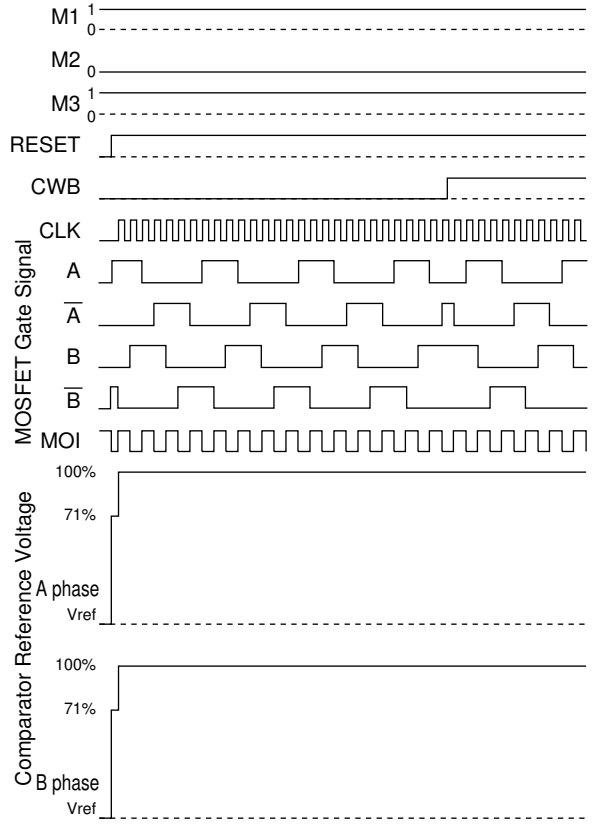 M1 1
0
M2
0
M3 1
0
RESET
CWB
CLK
MOSFET Gate Signal
A
A̅
B
B̅
MOI
Comparator Reference Voltage
100%
71%
A phase
Vref
100%
71%
B phase
Vref